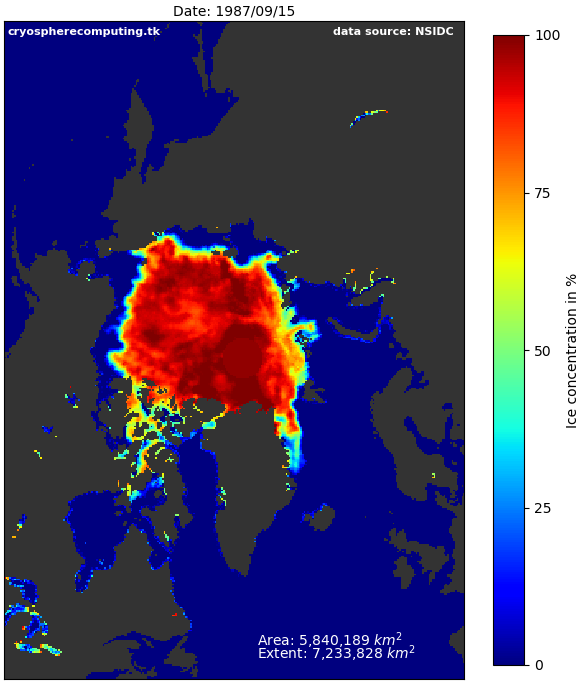 Date: 1987/09/15
cryospherecomputing.tk data source: NSIDC
100
75
50
25
0
Ice concentration in %
Area: 5,840,189 km²
Extent: 7,233,828 km²